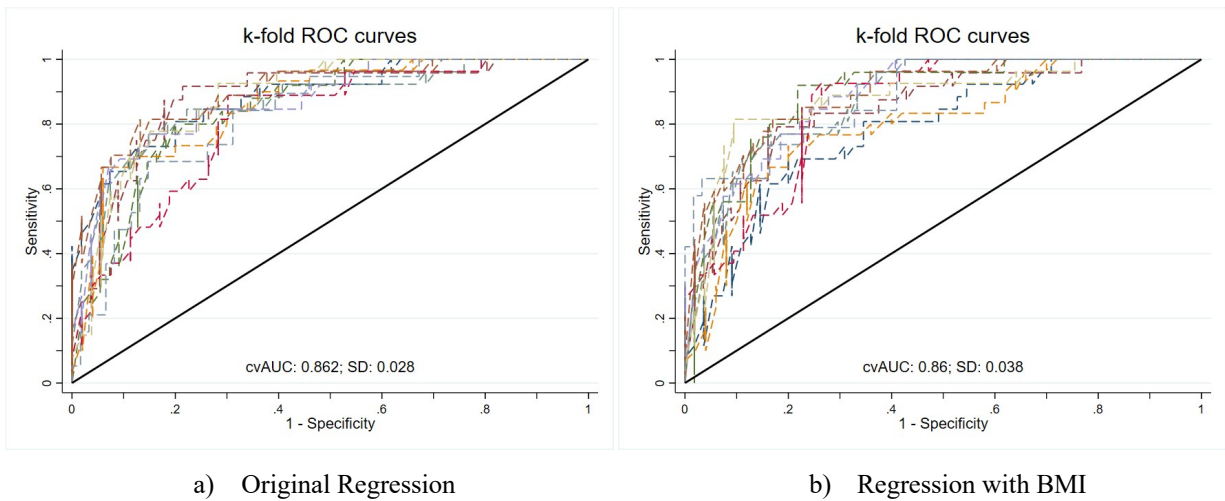 k-fold ROC curves
Sensitivity
1
.8
.6
.4
.2
0
cvAUC: 0.862; SD: 0.028
0 .2 .4 .6 .8 1
1 - Specificity
a) Original Regression
k-fold ROC curves
Sensitivity
1
.8
.6
.4
.2
0
cvAUC: 0.86; SD: 0.038
0 .2 .4 .6 .8 1
1 - Specificity
b) Regression with BMI